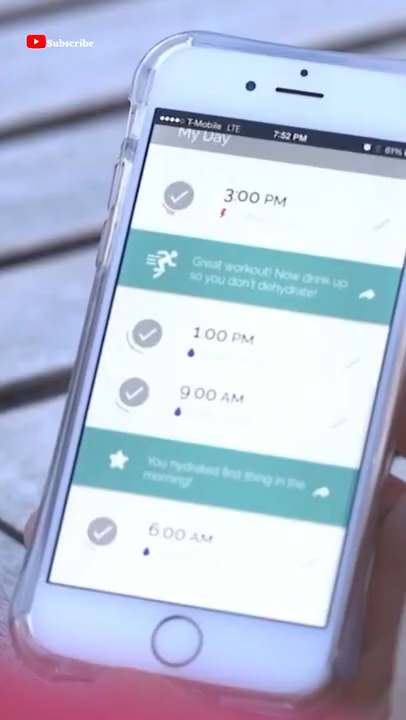 Subscribe
T-Mobile LTE 7:52 PM 61%
My Day
3:00 PM
Great workout! Now drink up
so you don't dehydrate!
1:00 PM
9:00 AM
You hydrated first thing in the
morning!
6:00 AM